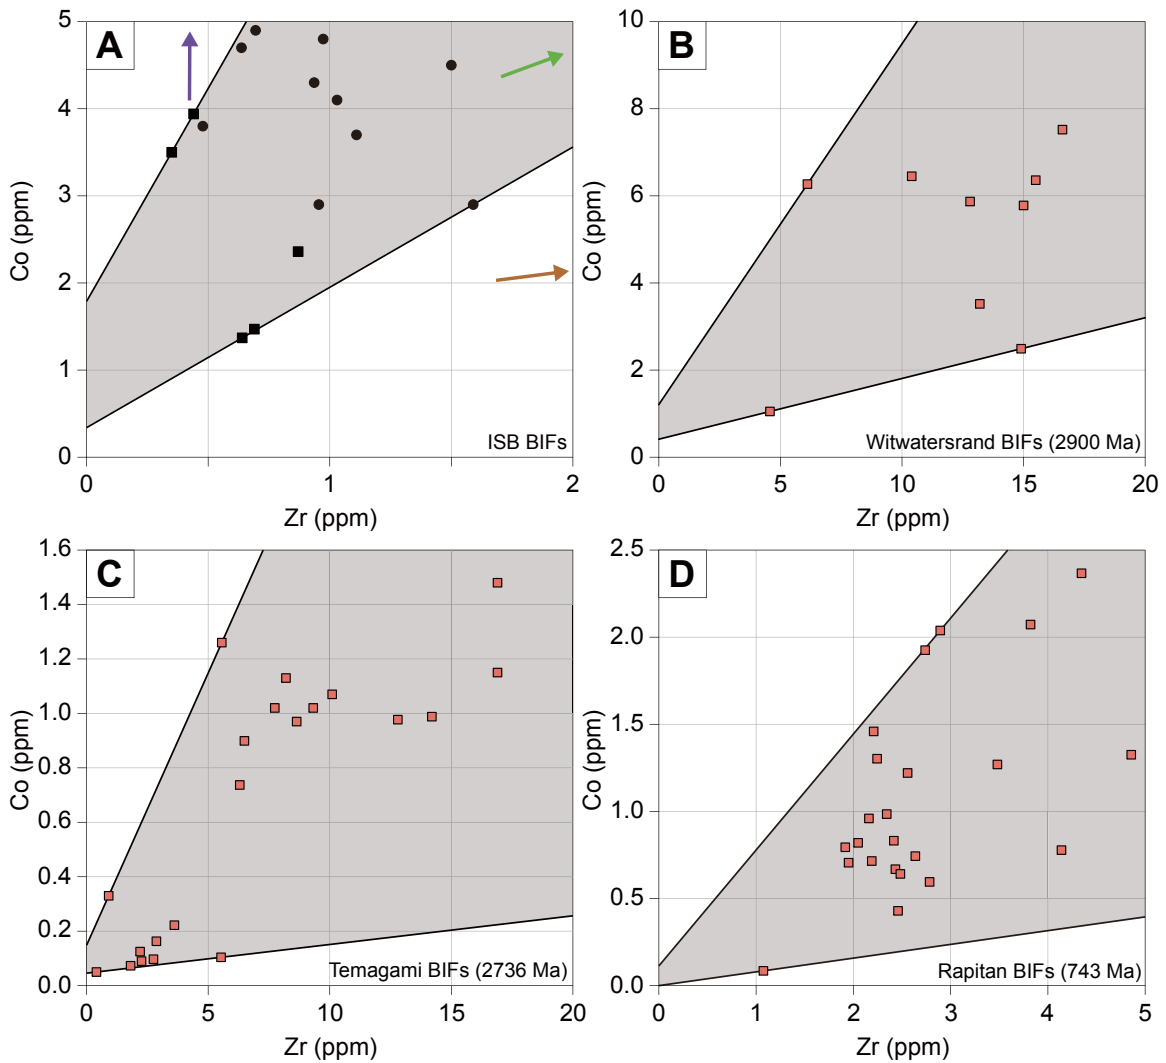 A
5
4
3
2
1
0
Co (ppm)
0
1
2
Zr (ppm)
ISB BIFs
B
10
8
6
4
2
0
Co (ppm)
0
5
10
15
20
Zr (ppm)
Witwatersrand BIFs (2900 Ma)
C
1.6
1.4
1.2
1.0
0.8
0.6
0.4
0.2
0.0
Co (ppm)
0
5
10
15
20
Zr (ppm)
Temagami BIFs (2736 Ma)
D
2.5
2.0
1.5
1.0
0.5
0.0
Co (ppm)
0
1
2
3
4
5
Zr (ppm)
Rapitan BIFs (743 Ma)